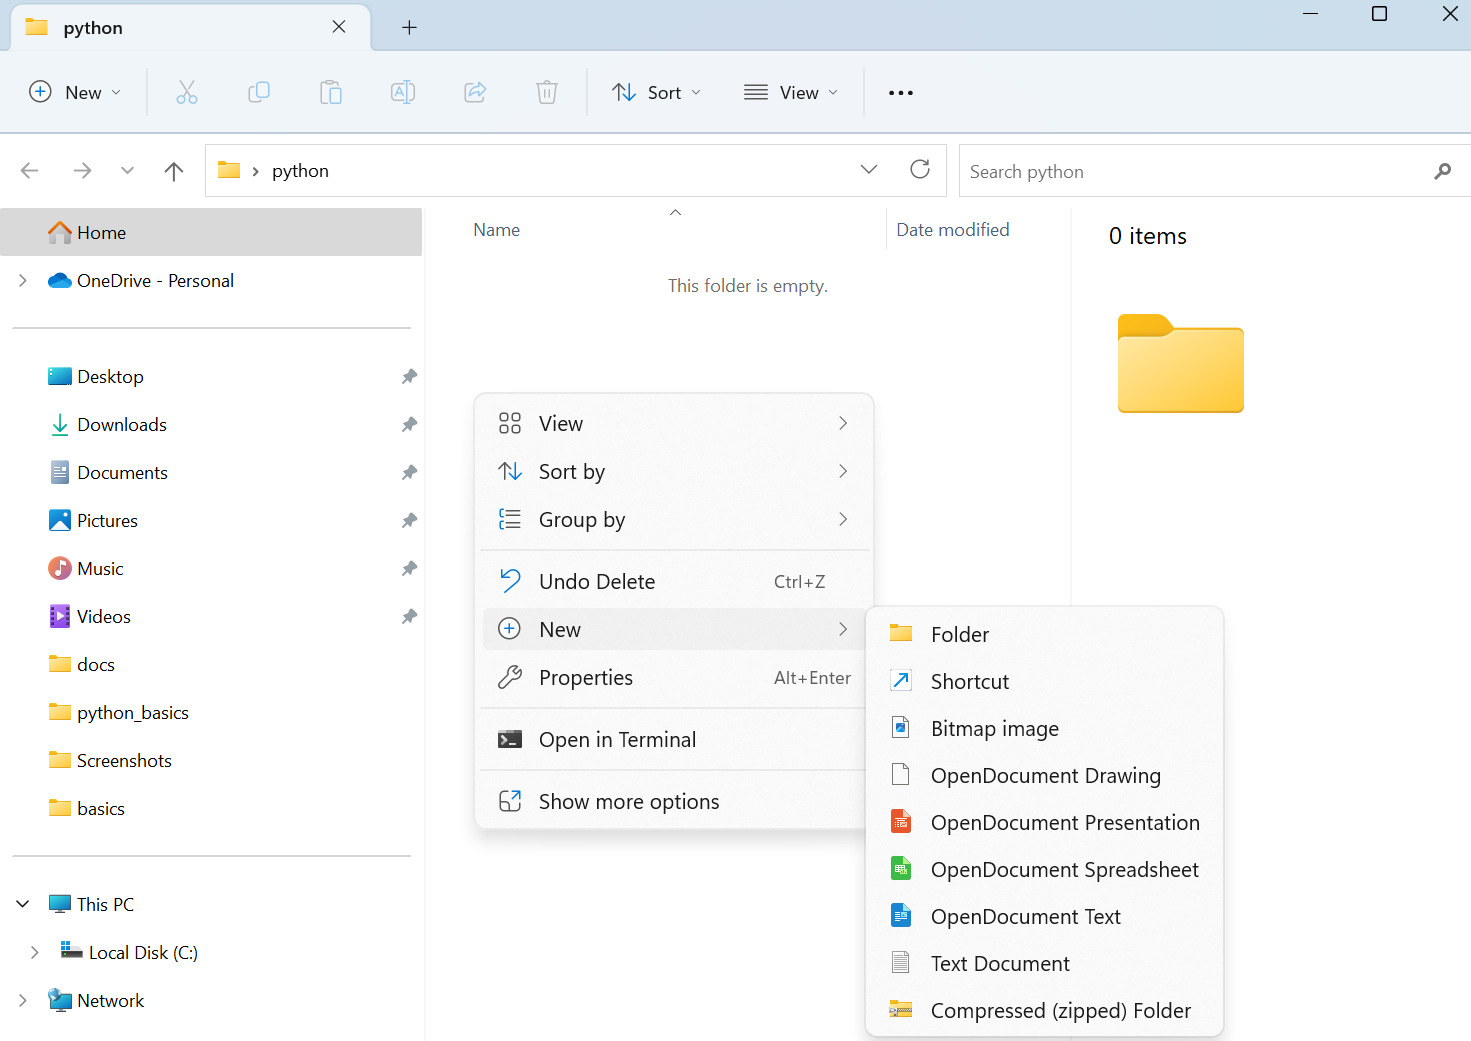 python
New
Sort
View
python
Search python
Home
OneDrive - Personal
Desktop
Downloads
Documents
Pictures
Music
Videos
docs
python_basics
Screenshots
basics
This PC
Local Disk (C:)
Network
Name
Date modified
This folder is empty.
0 items
View
Sort by
Group by
Undo Delete Ctrl+Z
New
Properties Alt+Enter
Open in Terminal
Show more options
Folder
Shortcut
Bitmap image
OpenDocument Drawing
OpenDocument Presentation
OpenDocument Spreadsheet
OpenDocument Text
Text Document
Compressed (zipped) Folder